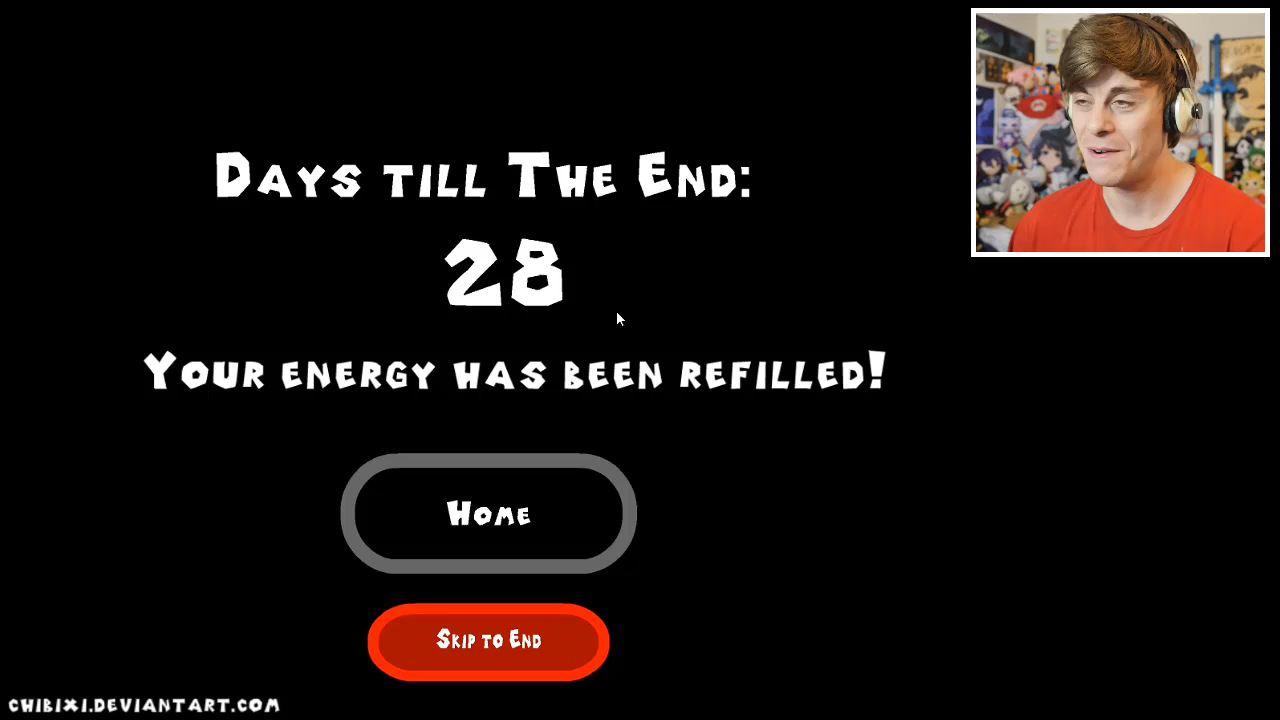 Days till The End:
28
Your energy has been refilled!
Home
Skip to End
chibixi.deviantart.com